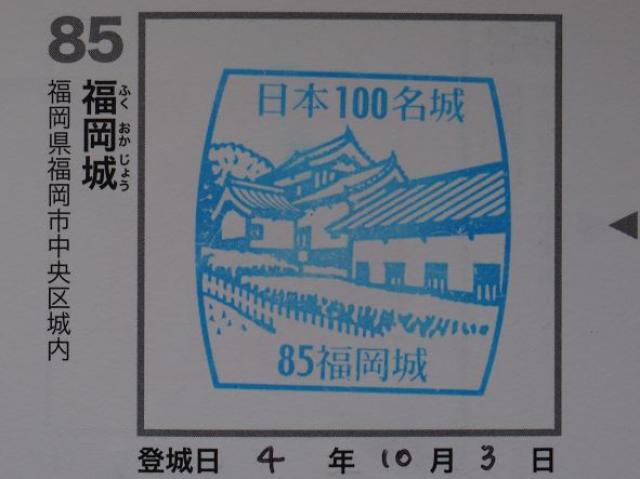 85
福岡城
ふくおかじょう
福岡県福岡市中央区城内
日本100名城
85福岡城
登城日 4 年 10 月 3 日